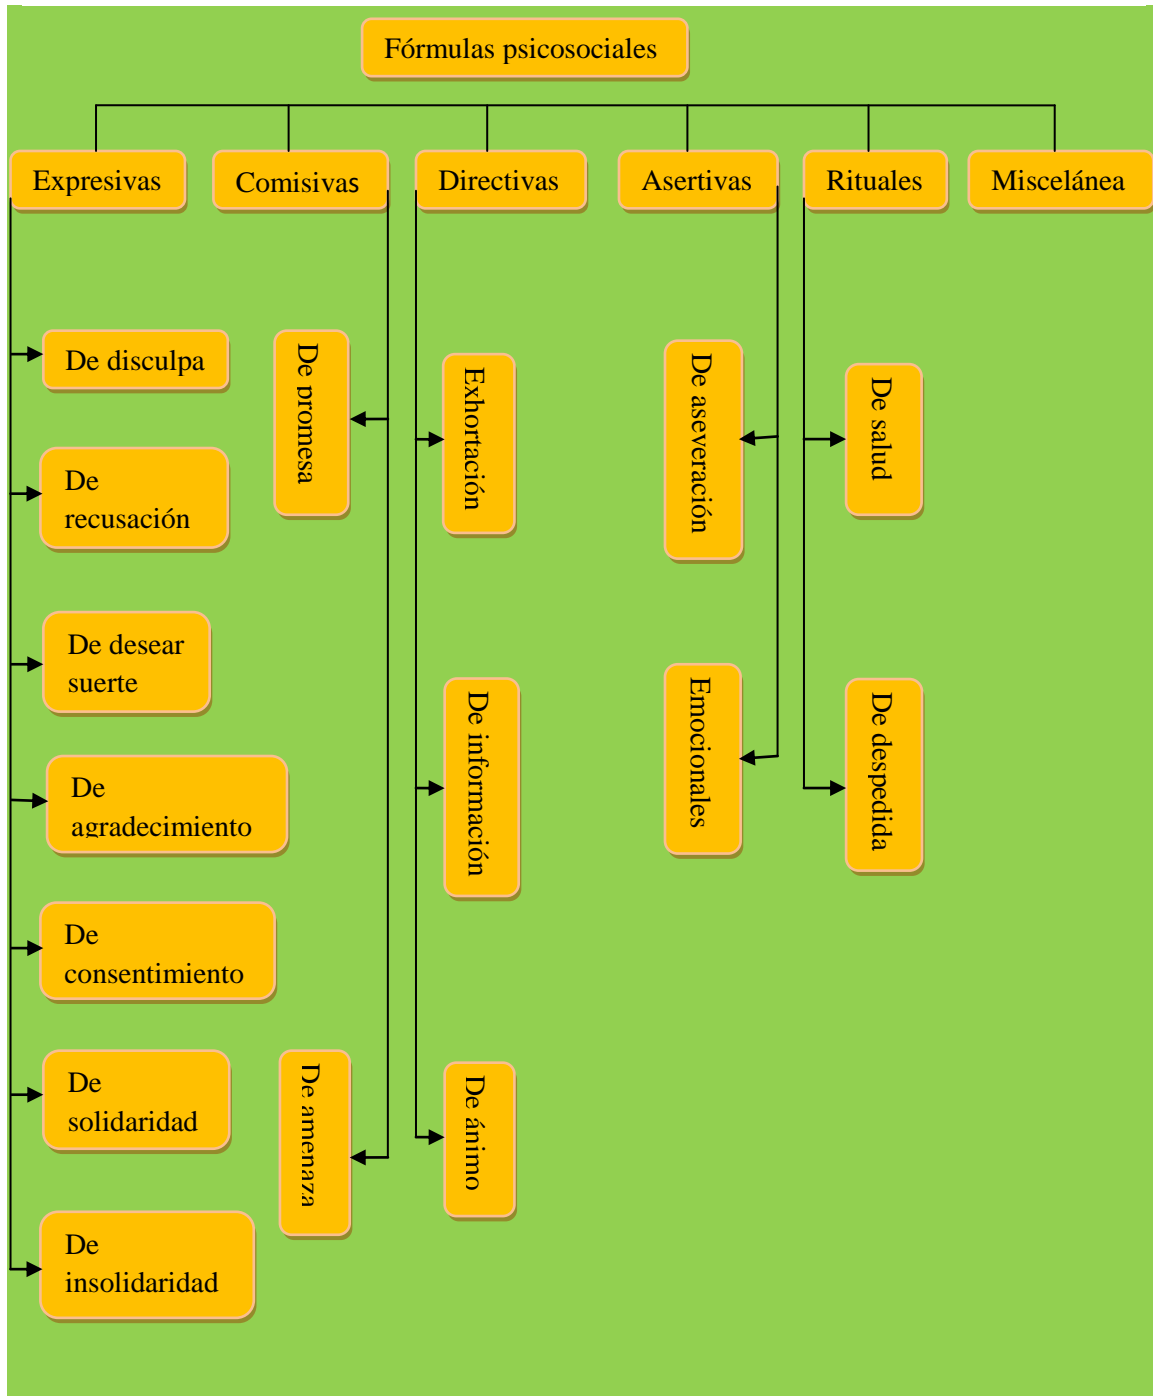 Fórmulas psicosociales
Expresivas
Comisivas
Directivas
Asertivas
Rituales
Miscelánea
De disculpa
De
recusación
De desear
suerte
De
agradecimiento
De
consentimiento
De
solidaridad
De
insolidaridad
De promesa
De amenaza
Exhortación
De información
De ánimo
De aseveración
Emocionales
De salud
De despedida